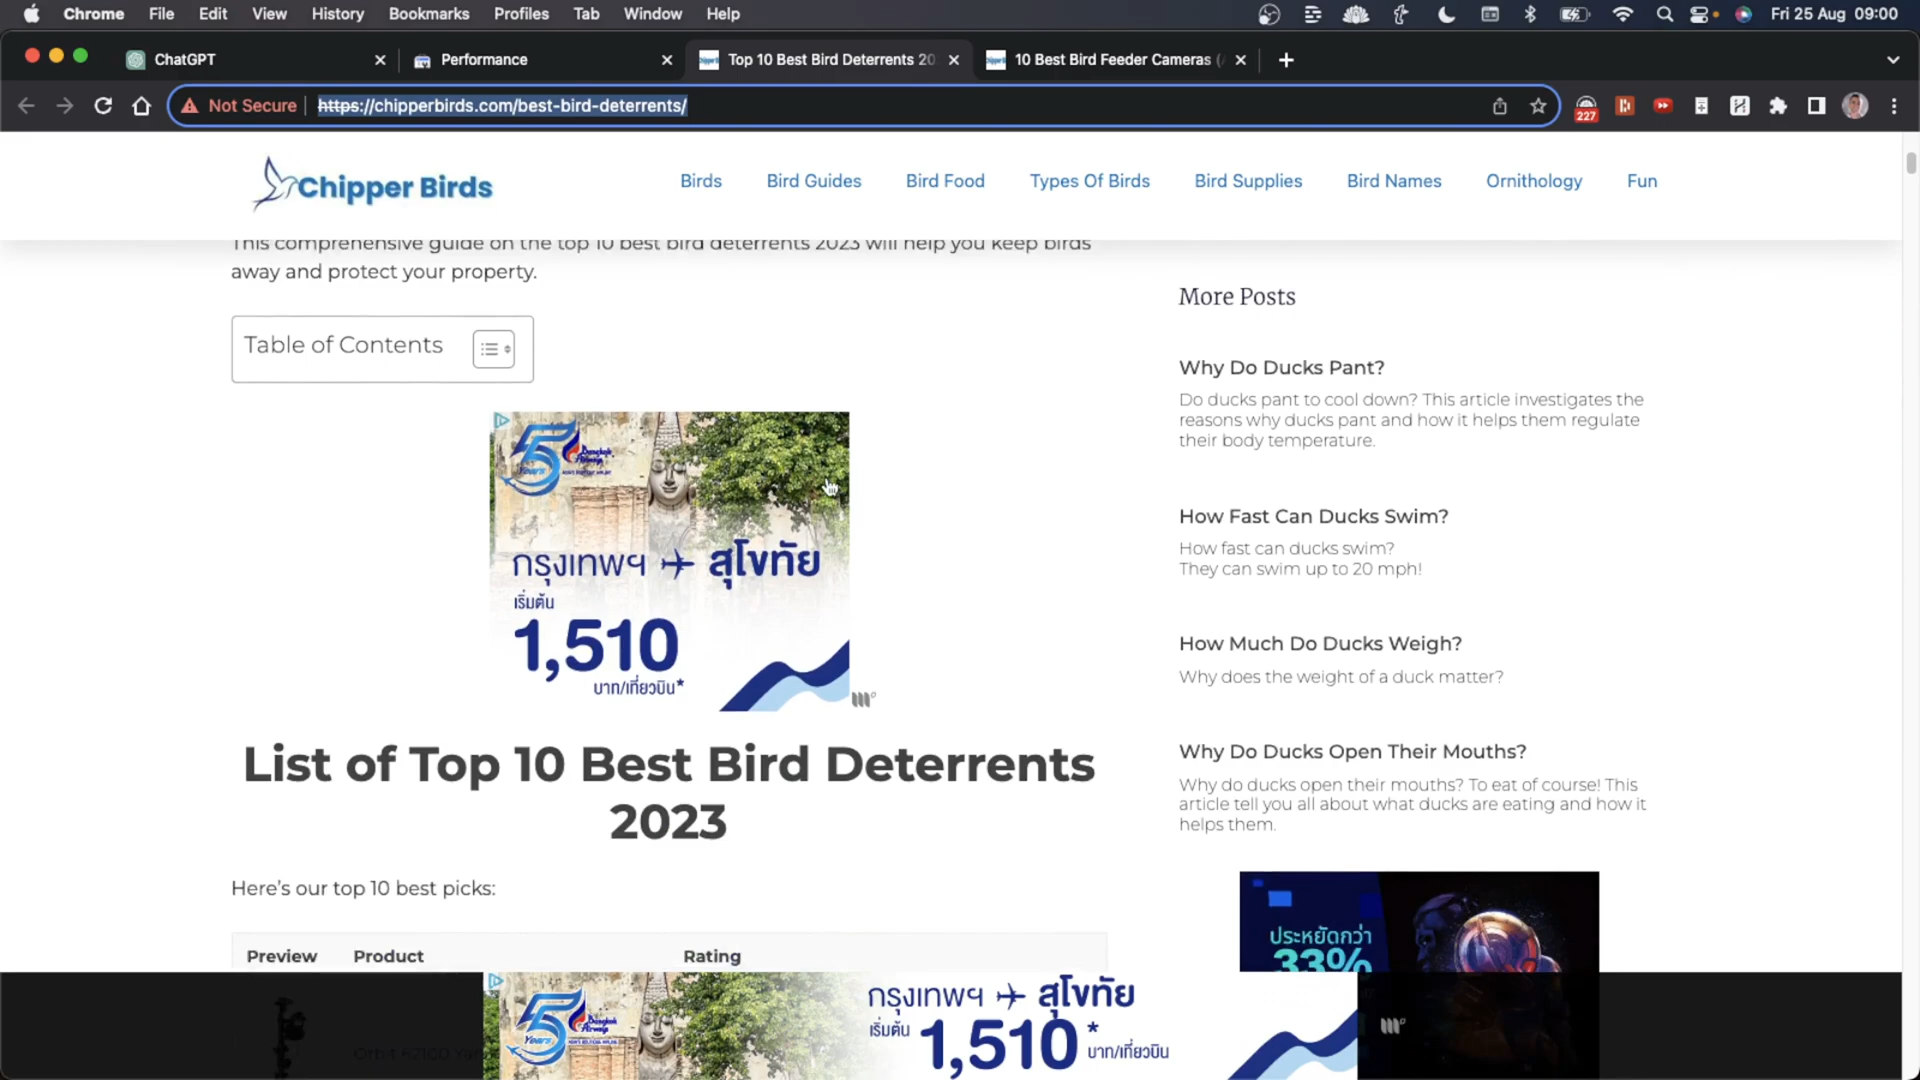 Chrome File Edit View History Bookmarks Profiles Tab Window Help Fri 25 Aug 09:00
ChatGPT Performance Top 10 Best Bird Deterrents 20 10 Best Bird Feeder Cameras (
Not Secure https://chipperbirds.com/best-bird-deterrents/ 227
Chipper Birds Birds Bird Guides Bird Food Types Of Birds Bird Supplies Bird Names Ornithology Fun
This comprehensive guide on the top 10 best bird deterrents 2023 will help you keep birds
away and protect your property.
Table of Contents
55 Years Bangkok Airways
กรุงเทพฯ สุโขทัย
เริ่มต้น
1,510
บาท/เที่ยวบิน*
List of Top 10 Best Bird Deterrents
2023
Here's our top 10 best picks:
Preview Product Rating
More Posts
Why Do Ducks Pant?
Do ducks pant to cool down? This article investigates the
reasons why ducks pant and how it helps them regulate
their body temperature.
How Fast Can Ducks Swim?
How fast can ducks swim?
They can swim up to 20 mph!
How Much Do Ducks Weigh?
Why does the weight of a duck matter?
Why Do Ducks Open Their Mouths?
Why do ducks open their mouths? To eat of course! This
article tell you all about what ducks are eating and how it
helps them.
ประหยัดกว่า
33%
Years Bangkok Airways
กรุงเทพฯ สุโขทัย
เริ่มต้น 1,510* บาท/เที่ยวบิน